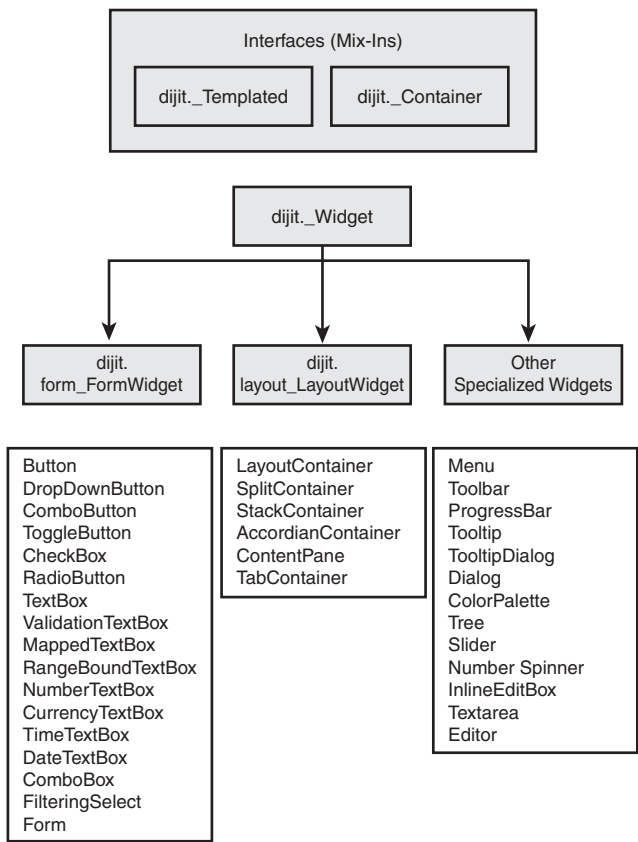 Interfaces (Mix-Ins)
dijit._Templated
dijit._Container
dijit._Widget
dijit.
form_FormWidget
dijit.
layout_LayoutWidget
Other
Specialized Widgets
Button
DropDownButton
ComboButton
ToggleButton
CheckBox
RadioButton
TextBox
ValidationTextBox
MappedTextBox
RangeBoundTextBox
NumberTextBox
CurrencyTextBox
TimeTextBox
DateTextBox
ComboBox
FilteringSelect
Form
LayoutContainer
SplitContainer
StackContainer
AccordianContainer
ContentPane
TabContainer
Menu
Toolbar
ProgressBar
Tooltip
TooltipDialog
Dialog
ColorPalette
Tree
Slider
Number Spinner
InlineEditBox
Textarea
Editor